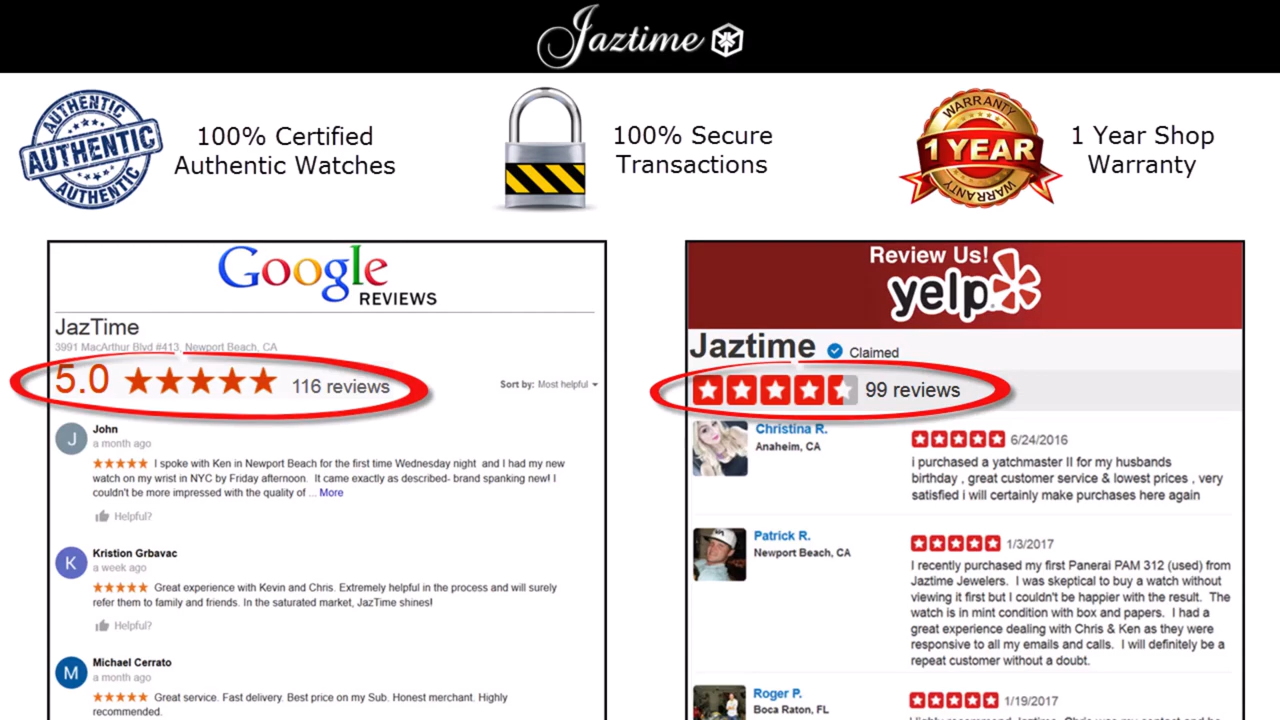 Jaztime
AUTHENTIC
AUTHENTIC
AUTHENTIC
100% Certified
Authentic Watches
100% Secure
Transactions
WARRANTY
1 YEAR
WARRANTY
1 Year Shop
Warranty
Google
REVIEWS
JazTime
3991 MacArthur Blvd #413, Newport Beach, CA
5.0 116 reviews
Sort by: Most helpful
J
John
a month ago
I spoke with Ken in Newport Beach for the first time Wednesday night and I had my new
watch on my wrist in NYC by Friday afternoon. It came exactly as described- brand spanking new! I
couldn't be more impressed with the quality of ... More
Helpful?
K
Kristion Grbavac
a week ago
Great experience with Kevin and Chris. Extremely helpful in the process and will surely
refer them to family and friends. In the saturated market, JazTime shines!
Helpful?
M
Michael Cerrato
a month ago
Great service. Fast delivery. Best price on my Sub. Honest merchant. Highly
recommended.
Review Us!
yelp
Jaztime Claimed
99 reviews
Christina R.
Anaheim, CA
6/24/2016
i purchased a yatchmaster II for my husbands
birthday , great customer service & lowest prices , very
satisfied i will certainly make purchases here again
Patrick R.
Newport Beach, CA
1/3/2017
I recently purchased my first Panerai PAM 312 (used) from
Jaztime Jewelers. I was skeptical to buy a watch without
viewing it first but I couldn't be happier with the result. The
watch is in mint condition with box and papers. I had a
great experience dealing with Chris & Ken as they were
responsive to all my emails and calls. I will definitely be a
repeat customer without a doubt.
Roger P.
Boca Raton, FL
1/19/2017